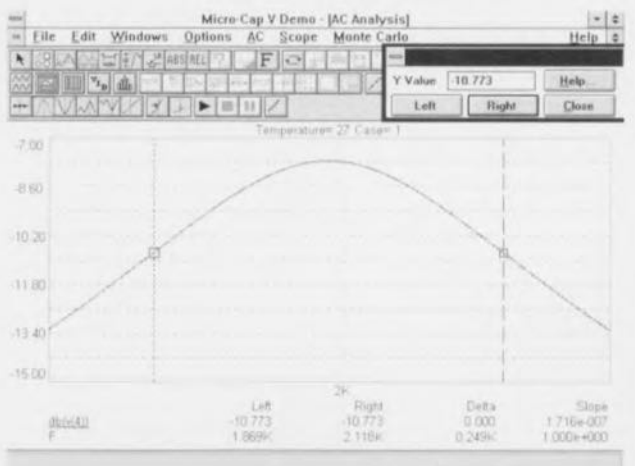 Micro-Cap V Demo - [AC Analysis]
File Edit Windows Options AC Scope Monte Carlo Help
ABS REL F
Y Value -10.773 Help...
Left Right Close
Temperature= 27 Case= 1
-7.00
-8.60
-10.20
-11.80
-13.40
-15.00
2K
Left Right Delta Slope
db(v(4)) -10.773 -10.773 0.000 1.716e-007
F 1.869K 2.118K 0.249K 1.000e+000